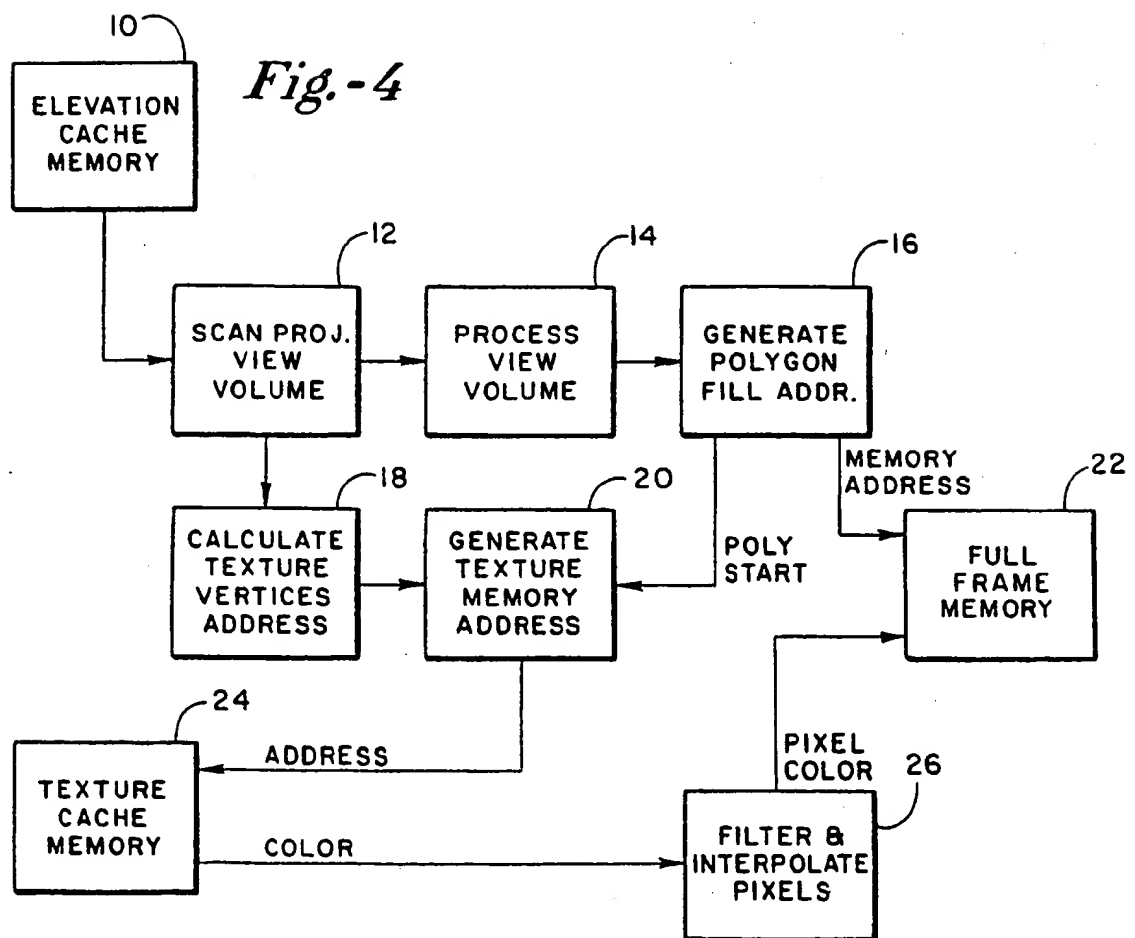 10
Fig.-4
ELEVATION
CACHE
MEMORY
12
SCAN PROJ.
VIEW
VOLUME
14
PROCESS
VIEW
VOLUME
16
GENERATE
POLYGON
FILL ADDR.
MEMORY
ADDRESS
18
CALCULATE
TEXTURE
VERTICES
ADDRESS
20
GENERATE
TEXTURE
MEMORY
ADDRESS
POLY
START
22
FULL
FRAME
MEMORY
24
TEXTURE
CACHE
MEMORY
ADDRESS
COLOR
PIXEL
COLOR
26
FILTER &
INTERPOLATE
PIXELS